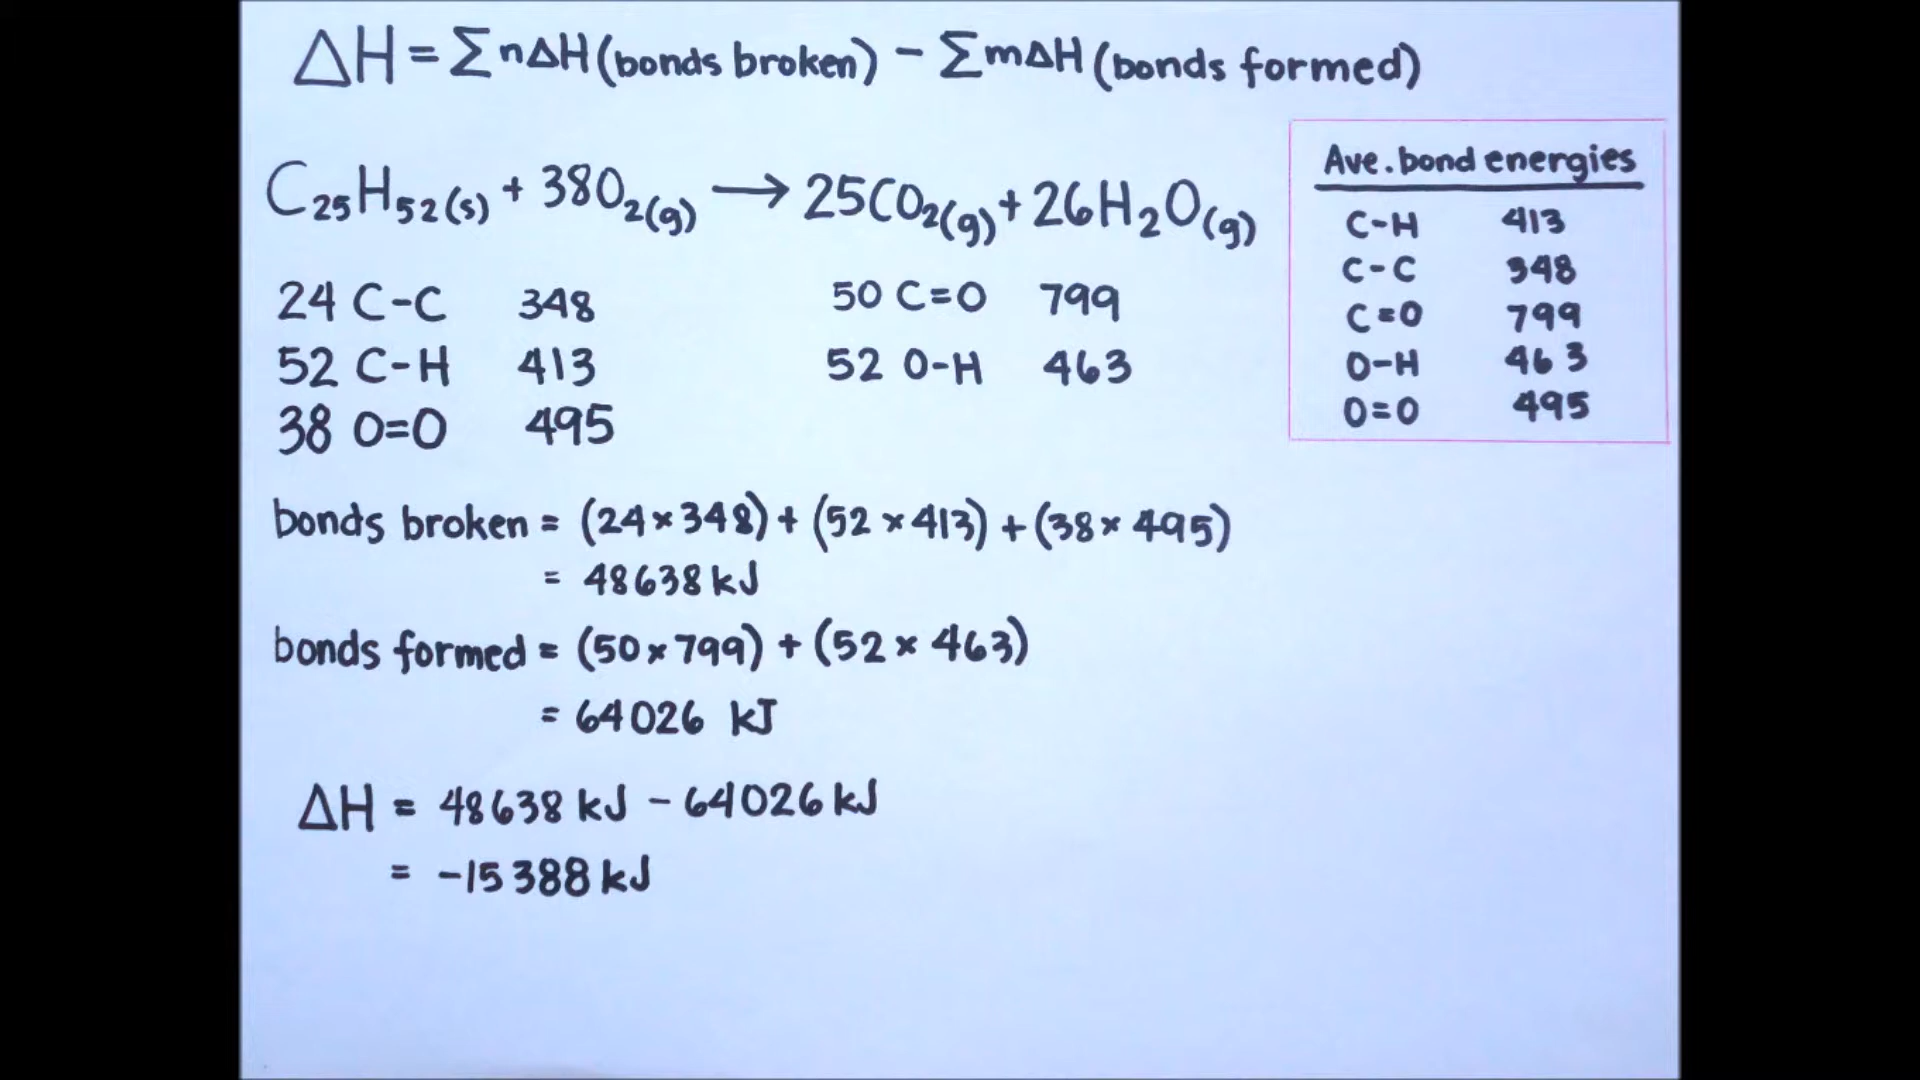 ΔH = ΣnΔH (bonds broken) - ΣmΔH (bonds formed)
C₂₅H₅₂(s) + 38O₂(g) → 25CO₂(g) + 26H₂O(g)
24 C-C 348
52 C-H 413
38 O=O 495
50 C=O 799
52 O-H 463
Ave. bond energies
C-H 413
C-C 348
C=O 799
O-H 463
O=O 495
bonds broken = (24 × 348) + (52 × 413) + (38 × 495)
= 48638 kJ
bonds formed = (50 × 799) + (52 × 463)
= 64026 kJ
ΔH = 48638 kJ - 64026 kJ
= -15388 kJ